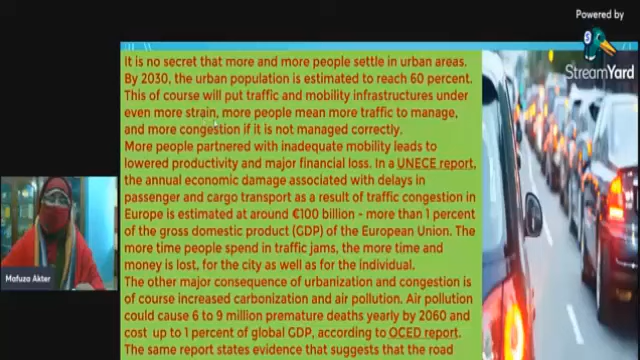 Powered by
StreamYard
It is no secret that more and more people settle in urban areas.
By 2030, the urban population is estimated to reach 60 percent.
This of course will put traffic and mobility infrastructures under
even more strain, more people mean more traffic to manage,
and more congestion if it is not managed correctly.
More people partnered with inadequate mobility leads to
lowered productivity and major financial loss. In a UNECE report,
the annual economic damage associated with delays in
passenger and cargo transport as a result of traffic congestion in
Europe is estimated at around €100 billion - more than 1 percent
of the gross domestic product (GDP) of the European Union. The
more time people spend in traffic jams, the more time and
money is lost, for the city as well as for the individual.
The other major consequence of urbanization and congestion is
of course increased carbonization and air pollution. Air pollution
could cause 6 to 9 million premature deaths yearly by 2060 and
cost up to 1 percent of global GDP, according to OCED report.
The same report states evidence that suggests that the road
Mafuza Akter